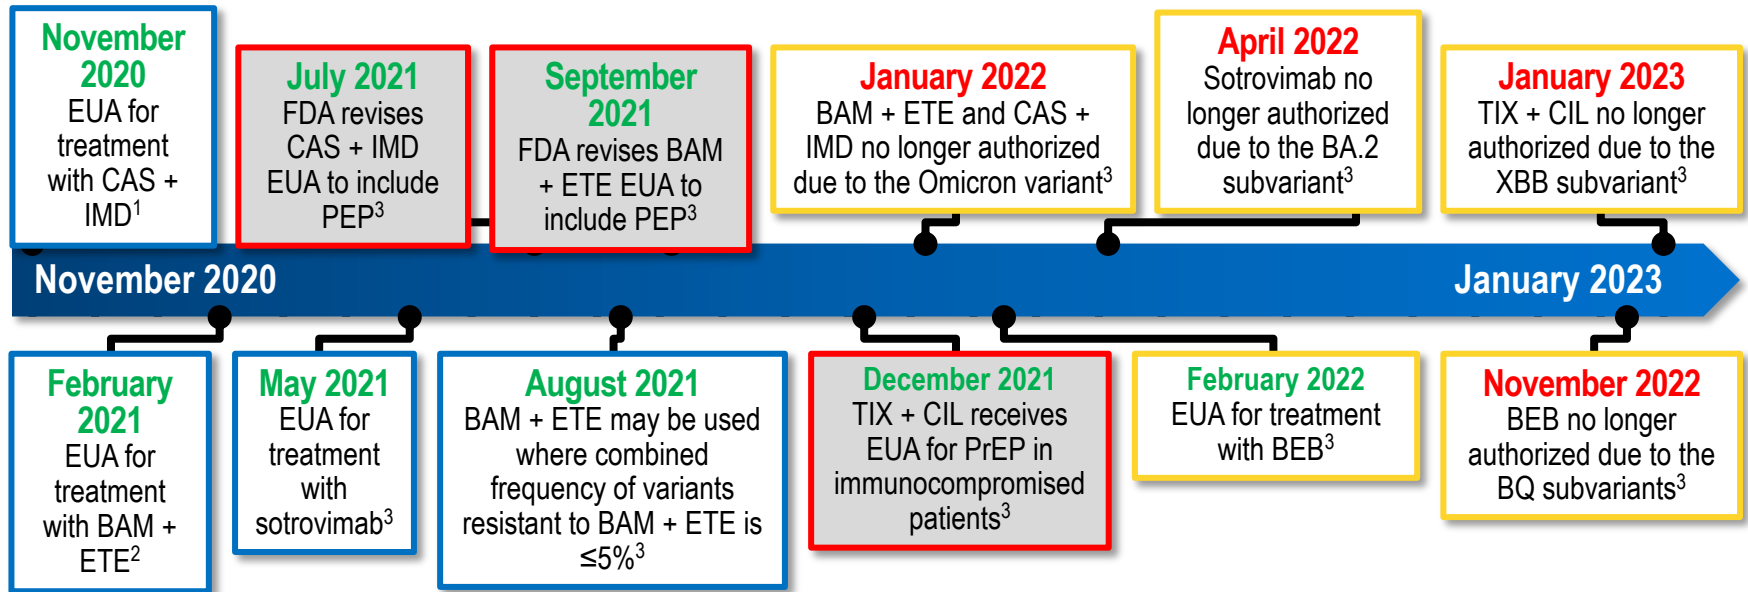 November
2020
EUA for
treatment
with CAS +
IMD1
July 2021
FDA revises
CAS + IMD
EUA to include
PEP3
September
2021
FDA revises BAM
+ ETE EUA to
include PEP3
January 2022
BAM + ETE and CAS +
IMD no longer authorized
due to the Omicron variant3
April 2022
Sotrovimab no
longer authorized
due to the BA.2
subvariant3
January 2023
TIX + CIL no longer
authorized due to the
XBB subvariant3
November 2020
January 2023
February
2021
EUA for
treatment
with BAM +
ETE2
May 2021
EUA for
treatment
with
sotrovimab3
August 2021
BAM + ETE may be used
where combined
frequency of variants
resistant to BAM + ETE is
≤5%3
December 2021
TIX + CIL receives
EUA for PrEP in
immunocompromised
patients3
February 2022
EUA for treatment
with BEB3
November 2022
BEB no longer
authorized due to the
BQ subvariants3